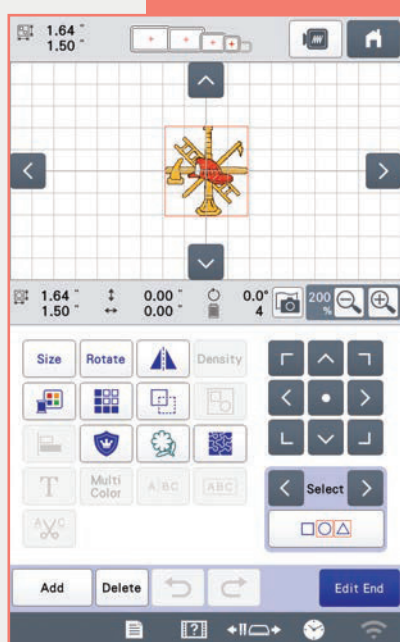 1.64 "
1.50 "
1.64 " 0.00 " 0.0° 200
1.50 " 0.00 " 4 %
Size Rotate Density
T Multi Color ABC ABC
Select
AVC
Add Delete Edit End